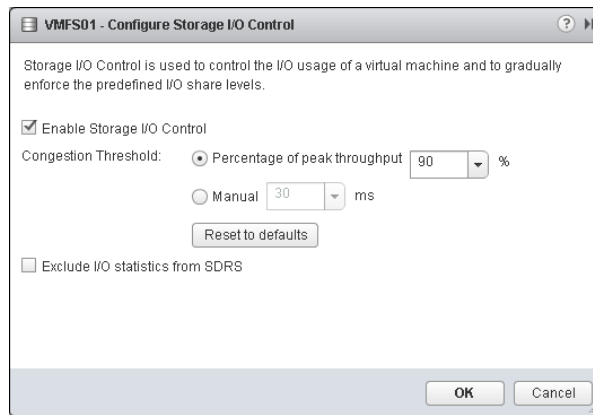 VMFS01 - Configure Storage I/O Control
?
Storage I/O Control is used to control the I/O usage of a virtual machine and to gradually
enforce the predefined I/O share levels.
Enable Storage I/O Control
Congestion Threshold: Percentage of peak throughput 90 %
Manual 30 ms
Reset to defaults
Exclude I/O statistics from SDRS
OK Cancel